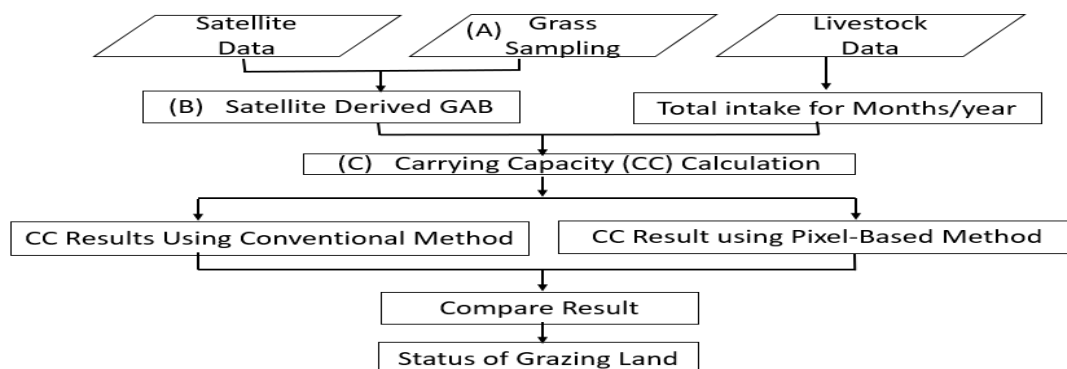 Satellite
Data
(A) Grass
Sampling
Livestock
Data
(B) Satellite Derived GAB
Total intake for Months/year
(C) Carrying Capacity (CC) Calculation
CC Results Using Conventional Method
CC Result using Pixel-Based Method
Compare Result
Status of Grazing Land